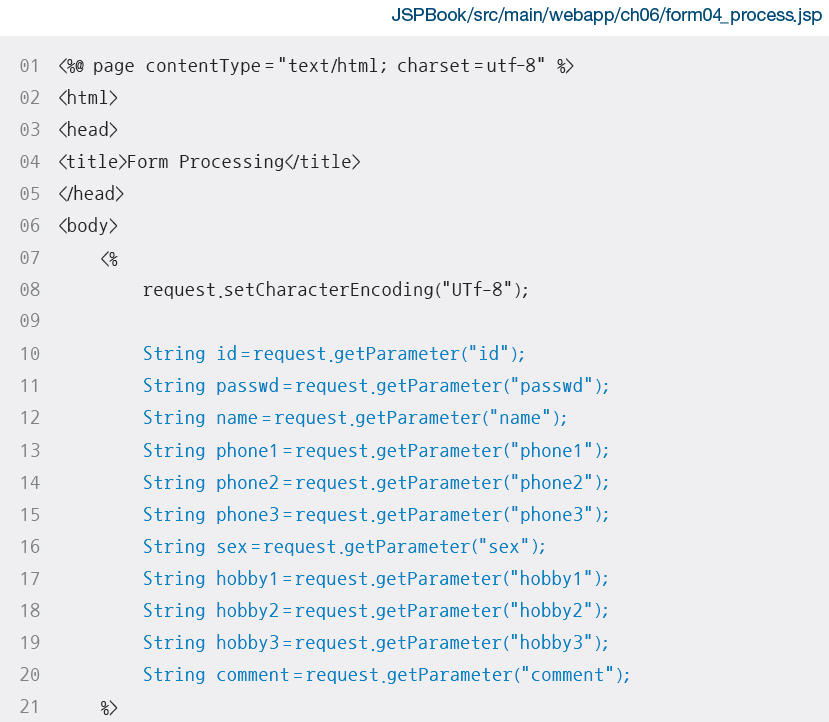 JSPBook/src/main/webapp/ch06/form04_process.jsp
01 <%@ page contentType="text/html; charset=utf-8" %>
02 <html>
03 <head>
04 <title>Form Processing</title>
05 </head>
06 <body>
07     <%
08         request.setCharacterEncoding("UTf-8");
09
10         String id=request.getParameter("id");
11         String passwd=request.getParameter("passwd");
12         String name=request.getParameter("name");
13         String phone1=request.getParameter("phone1");
14         String phone2=request.getParameter("phone2");
15         String phone3=request.getParameter("phone3");
16         String sex=request.getParameter("sex");
17         String hobby1=request.getParameter("hobby1");
18         String hobby2=request.getParameter("hobby2");
19         String hobby3=request.getParameter("hobby3");
20         String comment=request.getParameter("comment");
21     %>